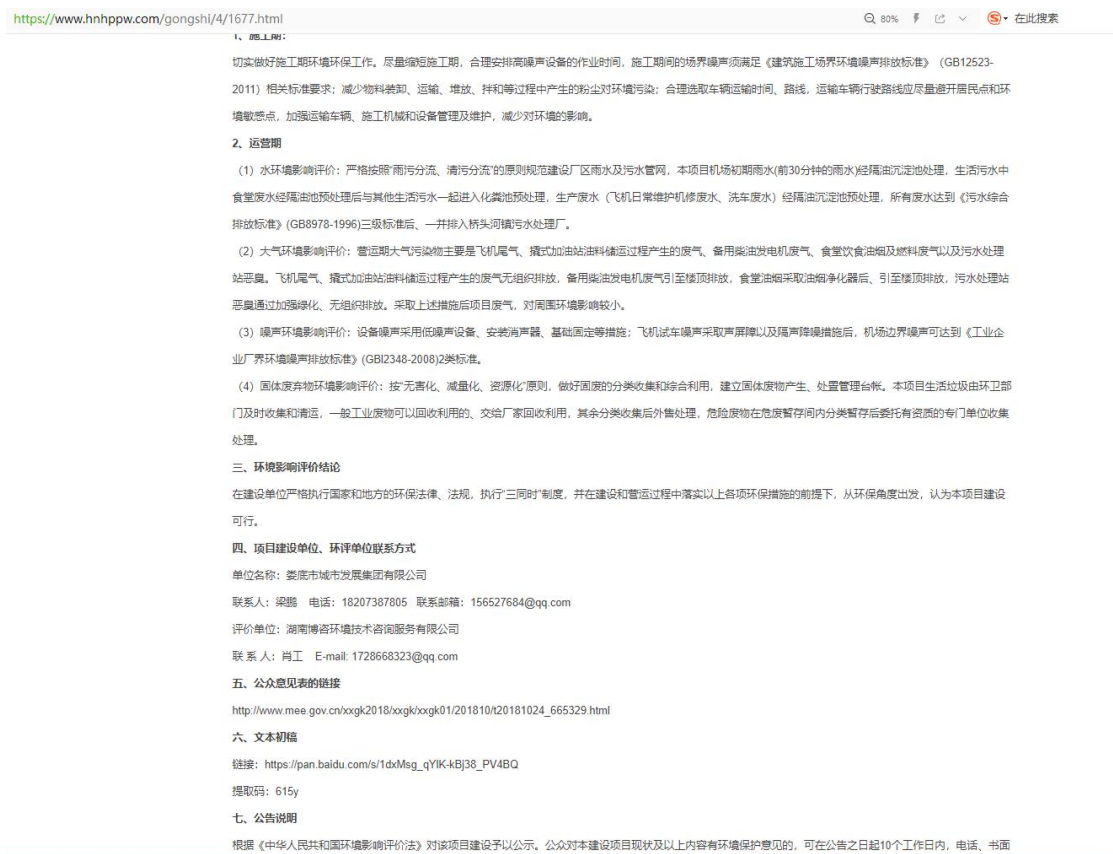 https://www.hnhppw.com/gongshi/4/1677.html
80%
在此搜索
1、施工期：
切实做好施工期环境环保工作。尽量缩短施工期，合理安排高噪声设备的作业时间，施工期间的场界噪声须满足《建筑施工场界环境噪声排放标准》（GB12523-
2011）相关标准要求；减少物料装卸、运输、堆放、拌和等过程中产生的粉尘对环境污染；合理选取车辆运输时间、路线，运输车辆行驶路线应尽量避开居民点和环
境敏感点，加强运输车辆、施工机械和设备管理及维护，减少对环境的影响。
2、运营期
（1）水环境影响评价：严格按照"雨污分流、清污分流"的原则规范建设厂区雨水及污水管网，本项目机场初期雨水(前30分钟的雨水)经隔油沉淀池处理，生活污水中
食堂废水经隔油池预处理后与其他生活污水一起进入化粪池预处理，生产废水（飞机日常维护机修废水、洗车废水）经隔油沉淀池预处理，所有废水达到《污水综合
排放标准》(GB8978-1996)三级标准后、一并排入桥头河镇污水处理厂。
（2）大气环境影响评价：营运期大气污染物主要是飞机尾气、撬式加油站油料储运过程产生的废气、备用柴油发电机废气、食堂饮食油烟及燃料废气以及污水处理
站恶臭。飞机尾气、撬式加油站油料储运过程产生的废气无组织排放，备用柴油发电机废气引至楼顶排放，食堂油烟采取油烟净化器后、引至楼顶排放，污水处理站
恶臭通过加强绿化、无组织排放。采取上述措施后项目废气，对周围环境影响较小。
（3）噪声环境影响评价：设备噪声采用低噪声设备、安装消声器、基础固定等措施；飞机试车噪声采取声屏障以及隔声降噪措施后，机场边界噪声可达到《工业企
业厂界环境噪声排放标准》(GBl2348-2008)2类标准。
（4）固体废弃物环境影响评价：按"无害化、减量化、资源化"原则，做好固废的分类收集和综合利用，建立固体废物产生、处置管理台帐。本项目生活垃圾由环卫部
门及时收集和清运，一般工业废物可以回收利用的、交给厂家回收利用，其余分类收集后外售处理，危险废物在危废暂存间内分类暂存后委托有资质的专门单位收集
处理。
三、环境影响评价结论
在建设单位严格执行国家和地方的环保法律、法规，执行"三同时"制度，并在建设和营运过程中落实以上各项环保措施的前提下，从环保角度出发，认为本项目建设
可行。
四、项目建设单位、环评单位联系方式
单位名称：娄底市城市发展集团有限公司
联系人：梁鹏 电话：18207387805 联系邮箱：156527684@qq.com
评价单位：湖南博咨环境技术咨询服务有限公司
联 系 人：肖工 E-mail: 1728668323@qq.com
五、公众意见表的链接
http://www.mee.gov.cn/xxgk2018/xxgk/xxgk01/201810/t20181024_665329.html
六、文本初稿
链接：https://pan.baidu.com/s/1dxMsg_qYlK-kBj38_PV4BQ
提取码：615y
七、公告说明
根据《中华人民共和国环境影响评价法》对该项目建设予以公示。公众对本建设项目现状及以上内容有环境保护意见的，可在公告之日起10个工作日内，电话、书面